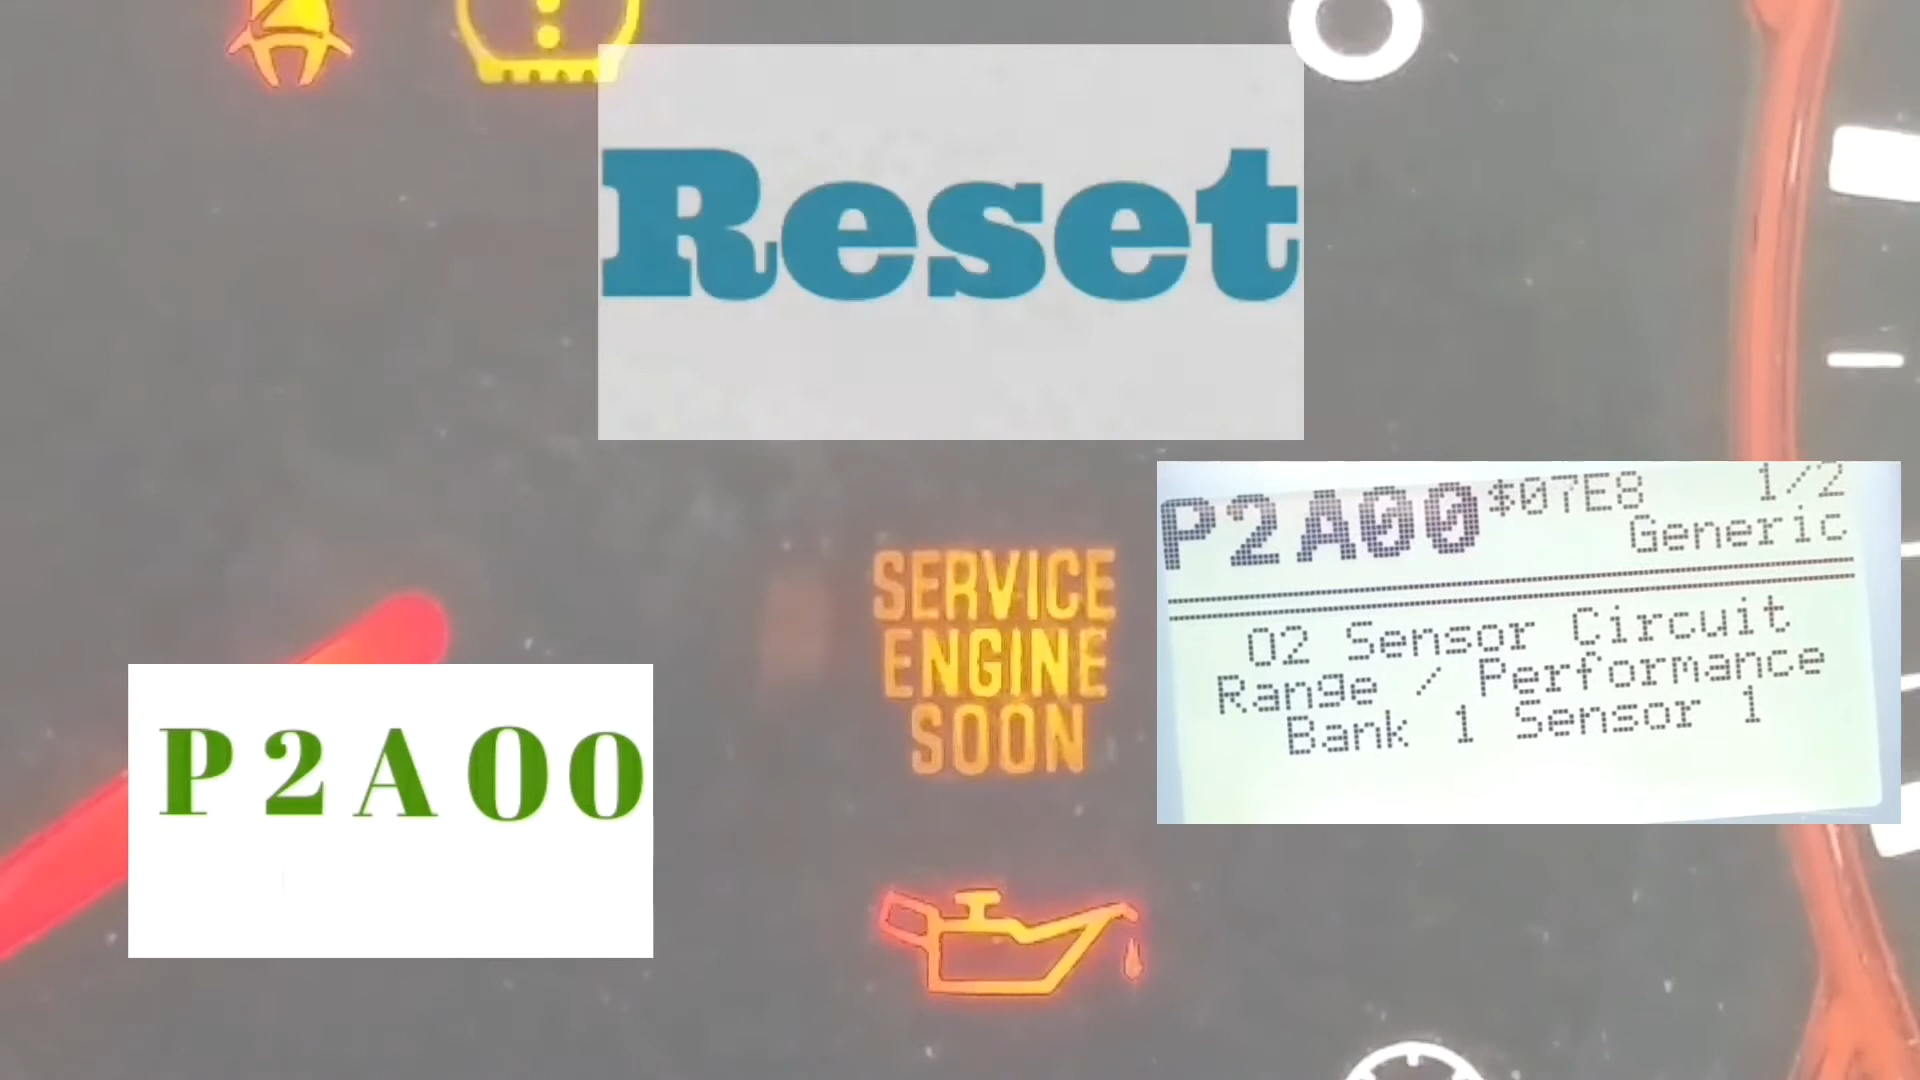 Reset
P2A00 $07E8 1/2
Generic
O2 Sensor Circuit
Range / Performance
Bank 1 Sensor 1
SERVICE
ENGINE
SOON
P2A00